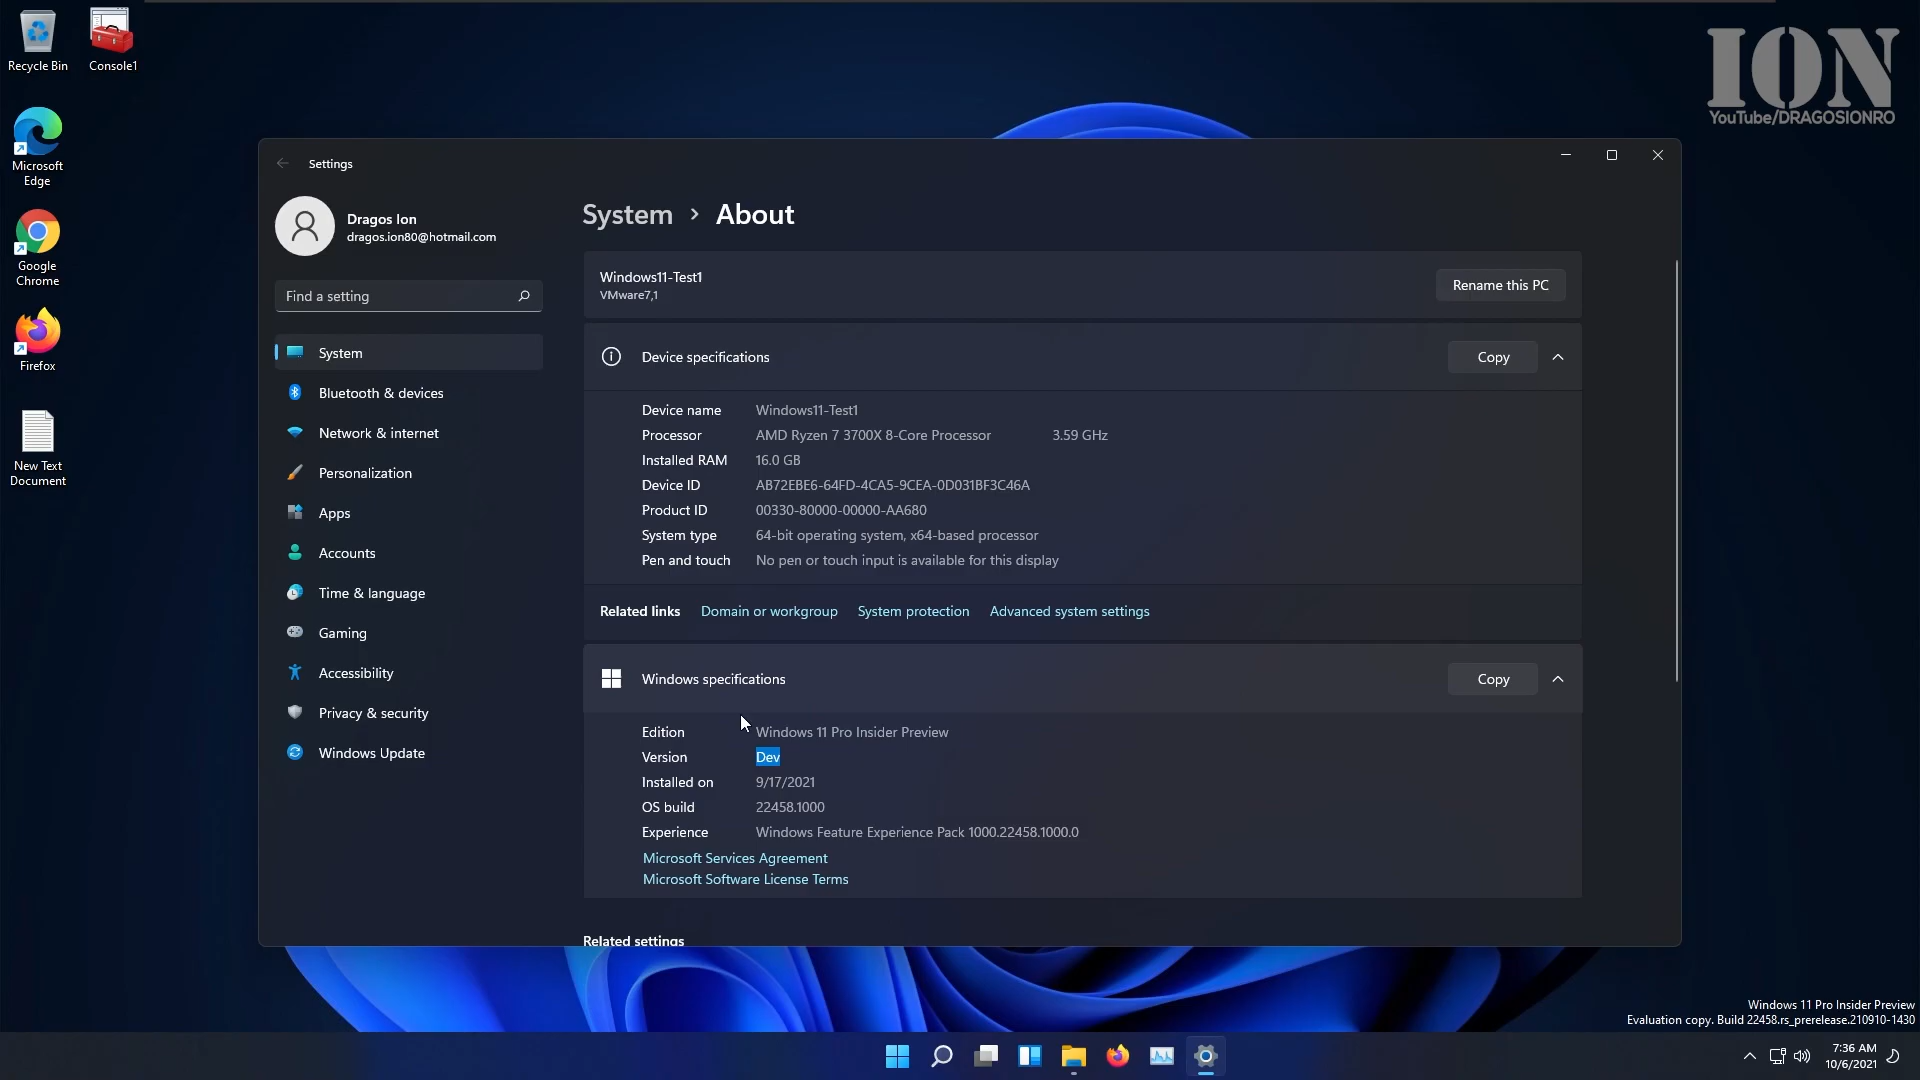 Recycle Bin
Console1
Microsoft
Edge
Google
Chrome
Firefox
New Text
Document
ION
YouTube/DRAGOSIONRO
Settings
Dragos Ion
dragos.ion80@hotmail.com
Find a setting
System
Bluetooth & devices
Network & internet
Personalization
Apps
Accounts
Time & language
Gaming
Accessibility
Privacy & security
Windows Update
System › About
Windows11-Test1
VMware7,1
Rename this PC
Device specifications
Copy
Device name Windows11-Test1
Processor AMD Ryzen 7 3700X 8-Core Processor 3.59 GHz
Installed RAM 16.0 GB
Device ID AB72EBE6-64FD-4CA5-9CEA-0D031BF3C46A
Product ID 00330-80000-00000-AA680
System type 64-bit operating system, x64-based processor
Pen and touch No pen or touch input is available for this display
Related links Domain or workgroup System protection Advanced system settings
Windows specifications
Copy
Edition Windows 11 Pro Insider Preview
Version Dev
Installed on 9/17/2021
OS build 22458.1000
Experience Windows Feature Experience Pack 1000.22458.1000.0
Microsoft Services Agreement
Microsoft Software License Terms
Related settings
Windows 11 Pro Insider Preview
Evaluation copy. Build 22458.rs_prerelease.210910-1430
7:36 AM
10/6/2021